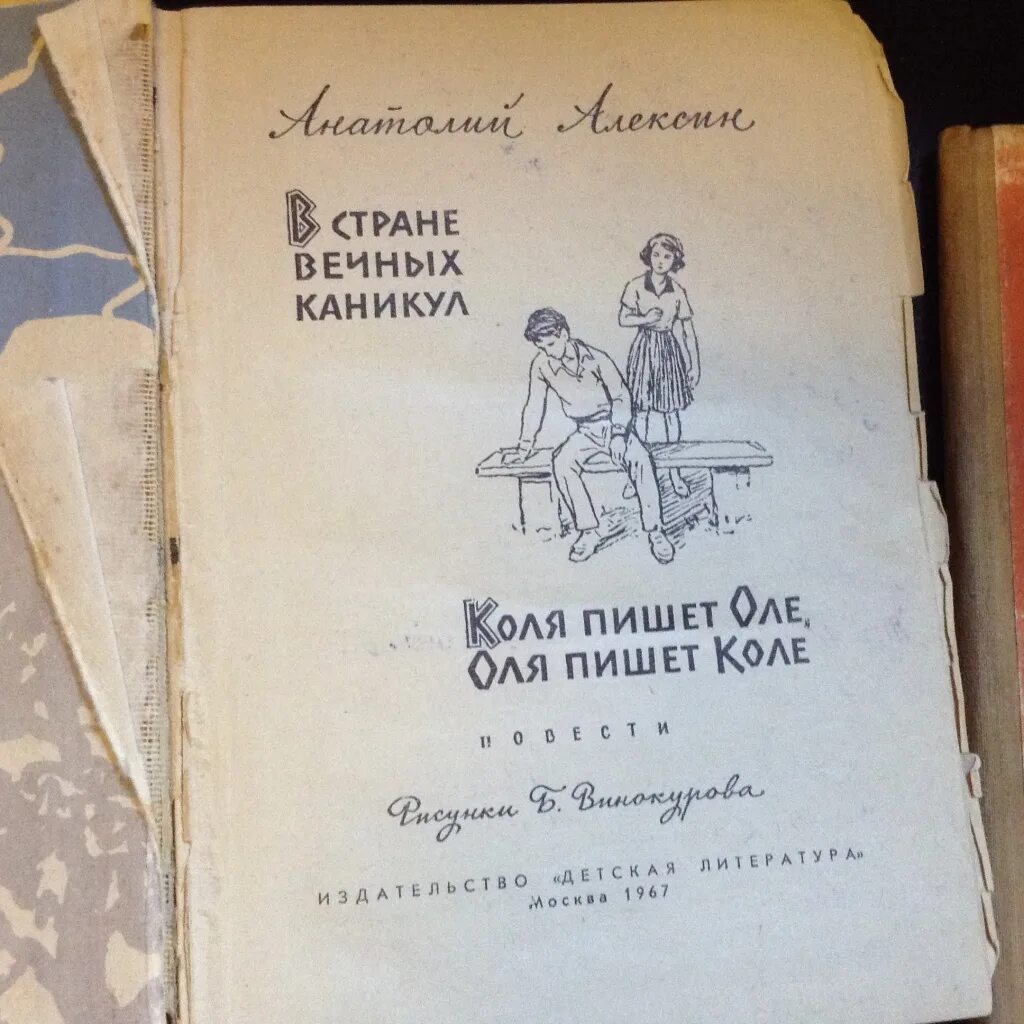 Анатолий Алексин
В СТРАНЕ
ВЕЧНЫХ
КАНИКУЛ
КОЛЯ ПИШЕТ ОЛЕ,
ОЛЯ ПИШЕТ КОЛЕ
ПОВЕСТИ
Рисунки Б. Винокурова
ИЗДАТЕЛЬСТВО «ДЕТСКАЯ ЛИТЕРАТУРА»
Москва 1967